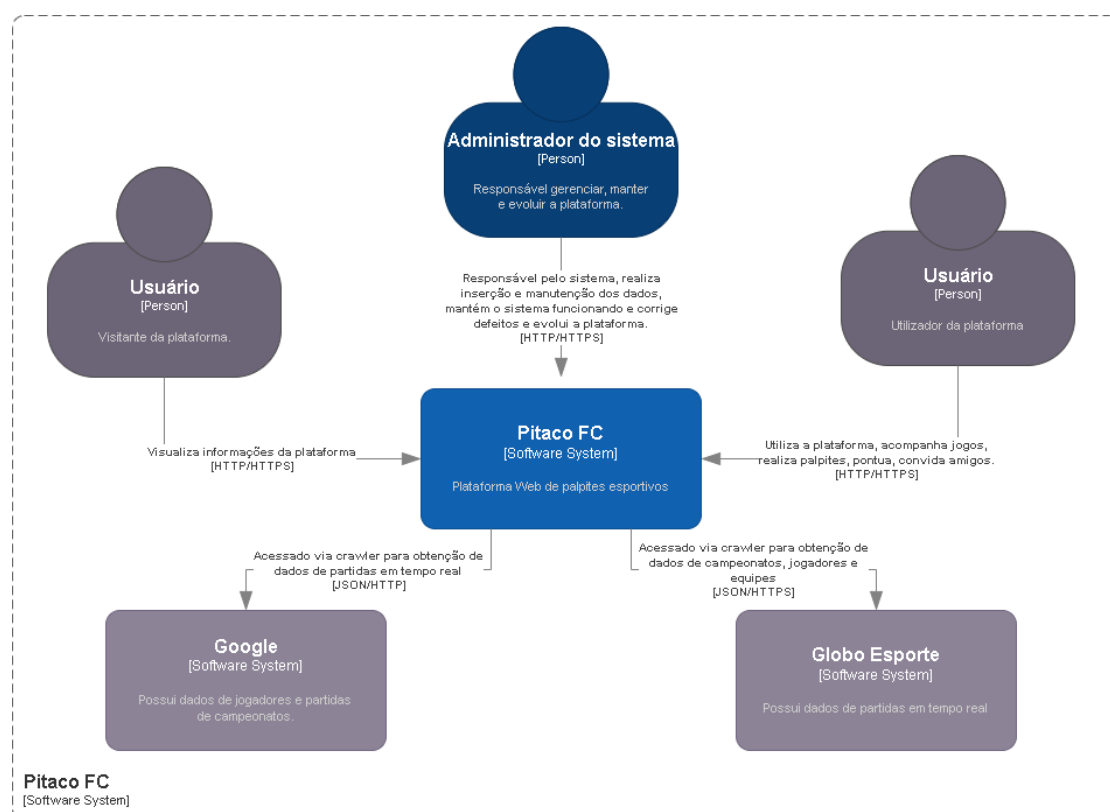 Administrador do sistema
[Person]
Responsável gerenciar, manter
e evoluir a plataforma.
Usuário
[Person]
Visitante da plataforma.
Usuário
[Person]
Utilizador da plataforma
Responsável pelo sistema, realiza
inserção e manutenção dos dados,
mantém o sistema funcionando e corrige
defeitos e evolui a plataforma.
[HTTP/HTTPS]
Visualiza informações da plataforma
[HTTP/HTTPS]
Pitaco FC
[Software System]
Plataforma Web de palpites esportivos
Utiliza a plataforma, acompanha jogos,
realiza palpites, pontua, convida amigos.
[HTTP/HTTPS]
Acessado via crawler para obtenção de
dados de partidas em tempo real
[JSON/HTTP]
Acessado via crawler para obtenção de
dados de campeonatos, jogadores e
equipes
[JSON/HTTPS]
Google
[Software System]
Possui dados de jogadores e partidas
de campeonatos.
Globo Esporte
[Software System]
Possui dados de partidas em tempo real
Pitaco FC
[Software System]